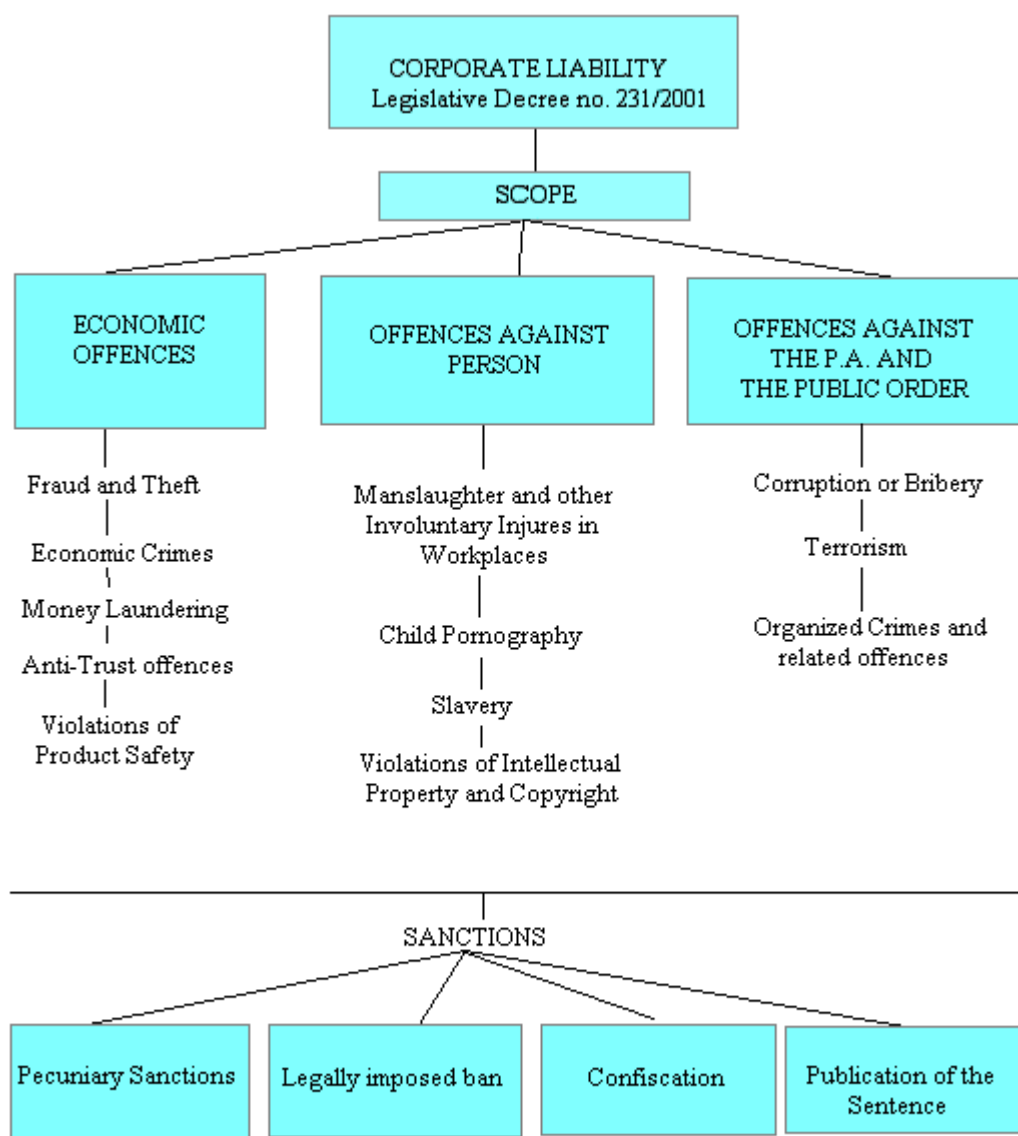 CORPORATE LIABILITY
Legislative Decree no. 231/2001
SCOPE
ECONOMIC
OFFENCES
Fraud and Theft
Economic Crimes
Money Laundering
Anti-Trust offences
Violations of
Product Safety
OFFENCES AGAINST
PERSON
Manslaughter and other
Involuntary Injures in
Workplaces
Child Pornography
Slavery
Violations of Intellectual
Property and Copyright
OFFENCES AGAINST
THE P.A. AND
THE PUBLIC ORDER
Corruption or Bribery
Terrorism
Organized Crimes and
related offences
SANCTIONS
Pecuniary Sanctions
Legally imposed ban
Confiscation
Publication of the
Sentence